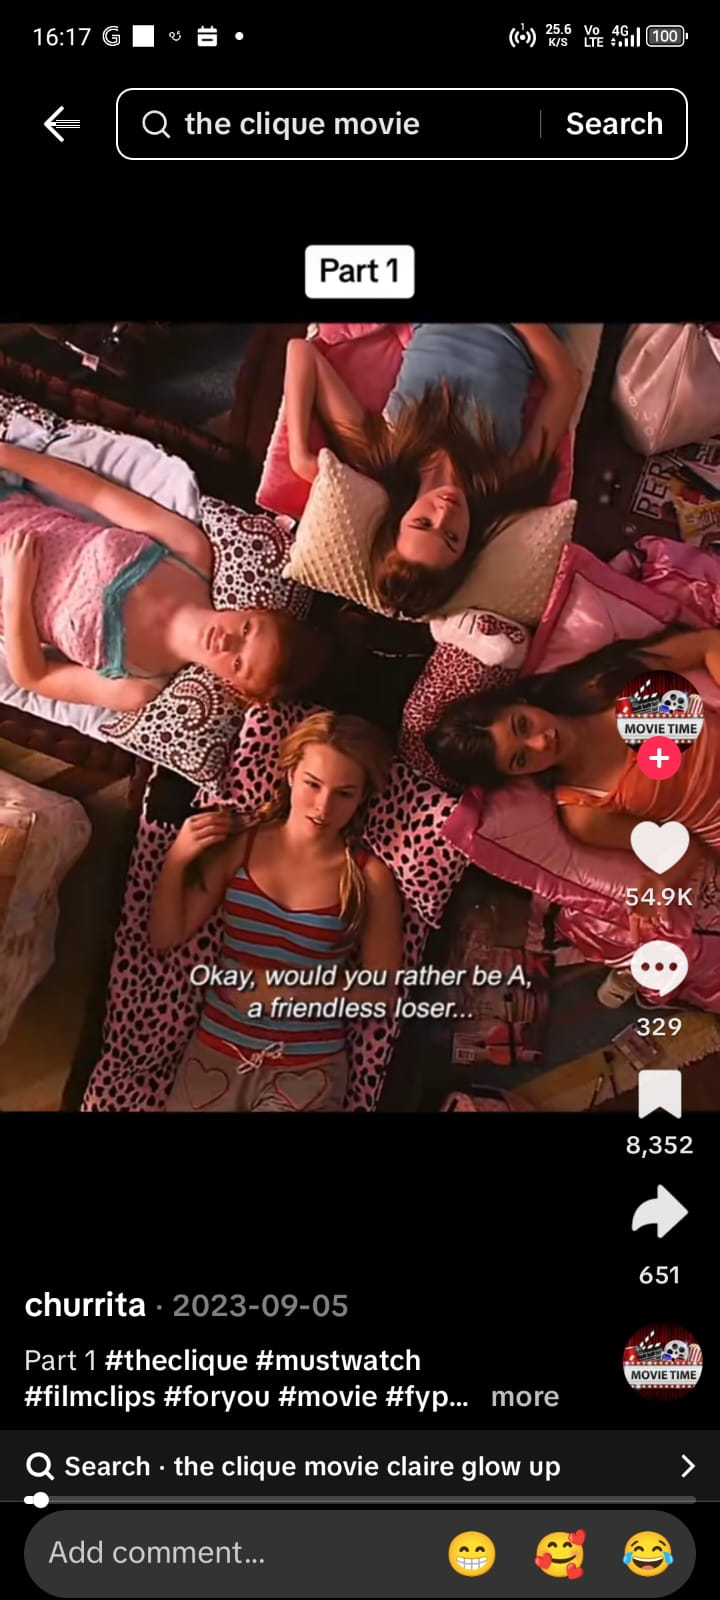 16:17
25.6
K/S
Vo
LTE
4G
100
the clique movie
Search
Part 1
MOVIE TIME
54.9K
Okay, would you rather be A,
a friendless loser...
329
8,352
651
churrita · 2023-09-05
Part 1 #theclique #mustwatch
#filmclips #foryou #movie #fyp... more
MOVIE TIME
Search · the clique movie claire glow up
Add comment...